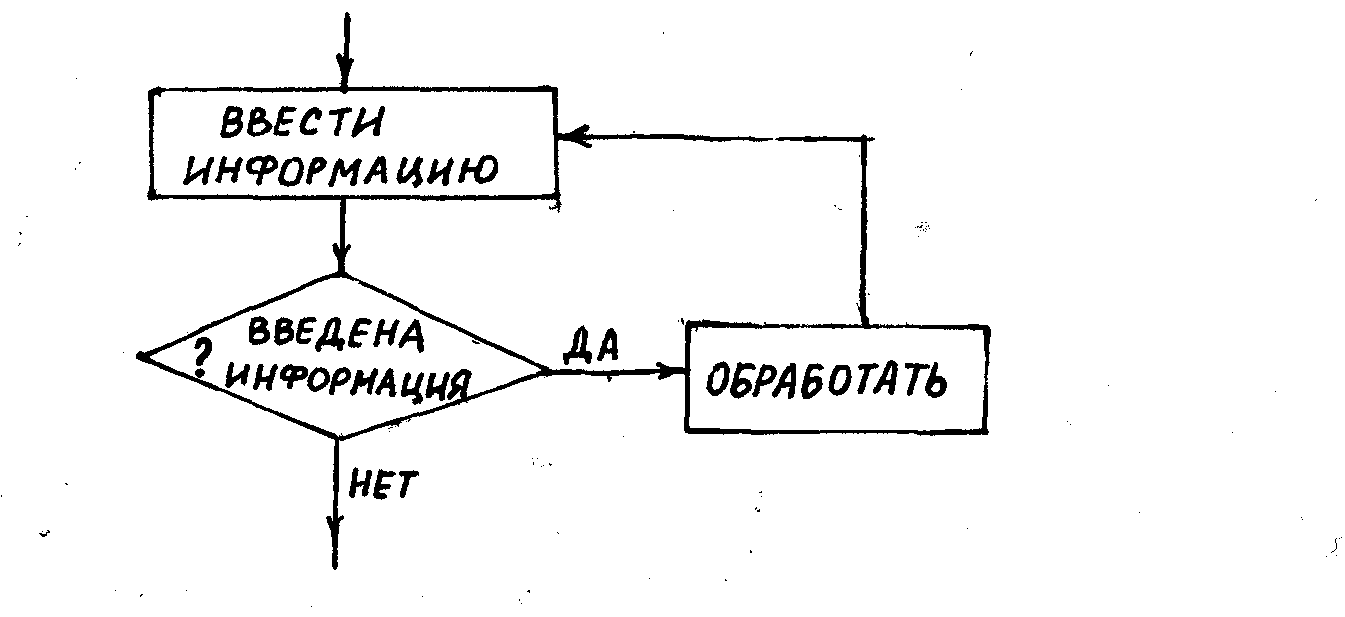 ВВЕСТИ
ИНФОРМАЦИЮ
ВВЕДЕНА
? ИНФОРМАЦИЯ
ДА
ОБРАБОТАТЬ
НЕТ